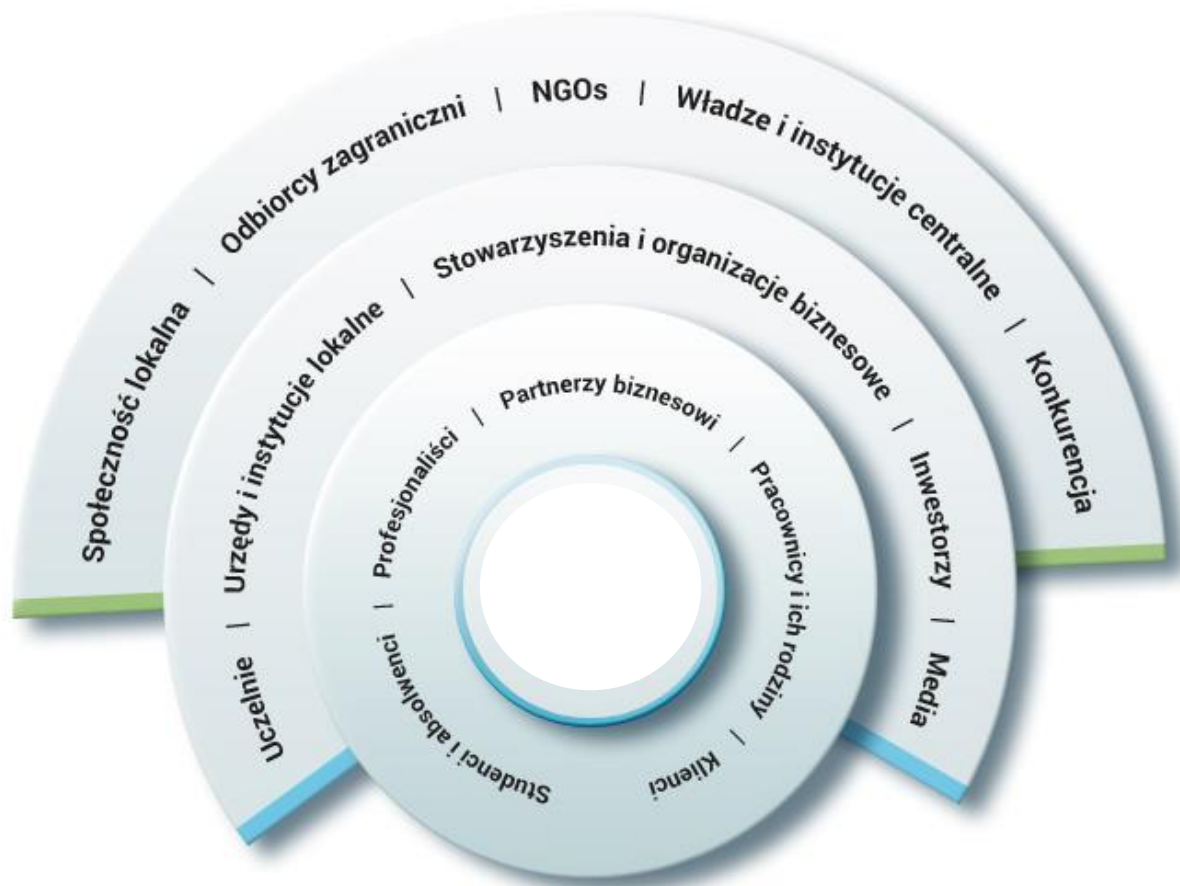 Społeczność lokalna | Odbiorcy zagraniczni | NGOs | Władze i instytucje centralne | Konkurencja
Uczelnie | Urzędy i instytucje lokalne | Stowarzyszenia i organizacje biznesowe | Inwestorzy | Media
Studenci i absolwenci | Profesjonaliści | Partnerzy biznesowi | Pracownicy i ich rodziny | Klienci